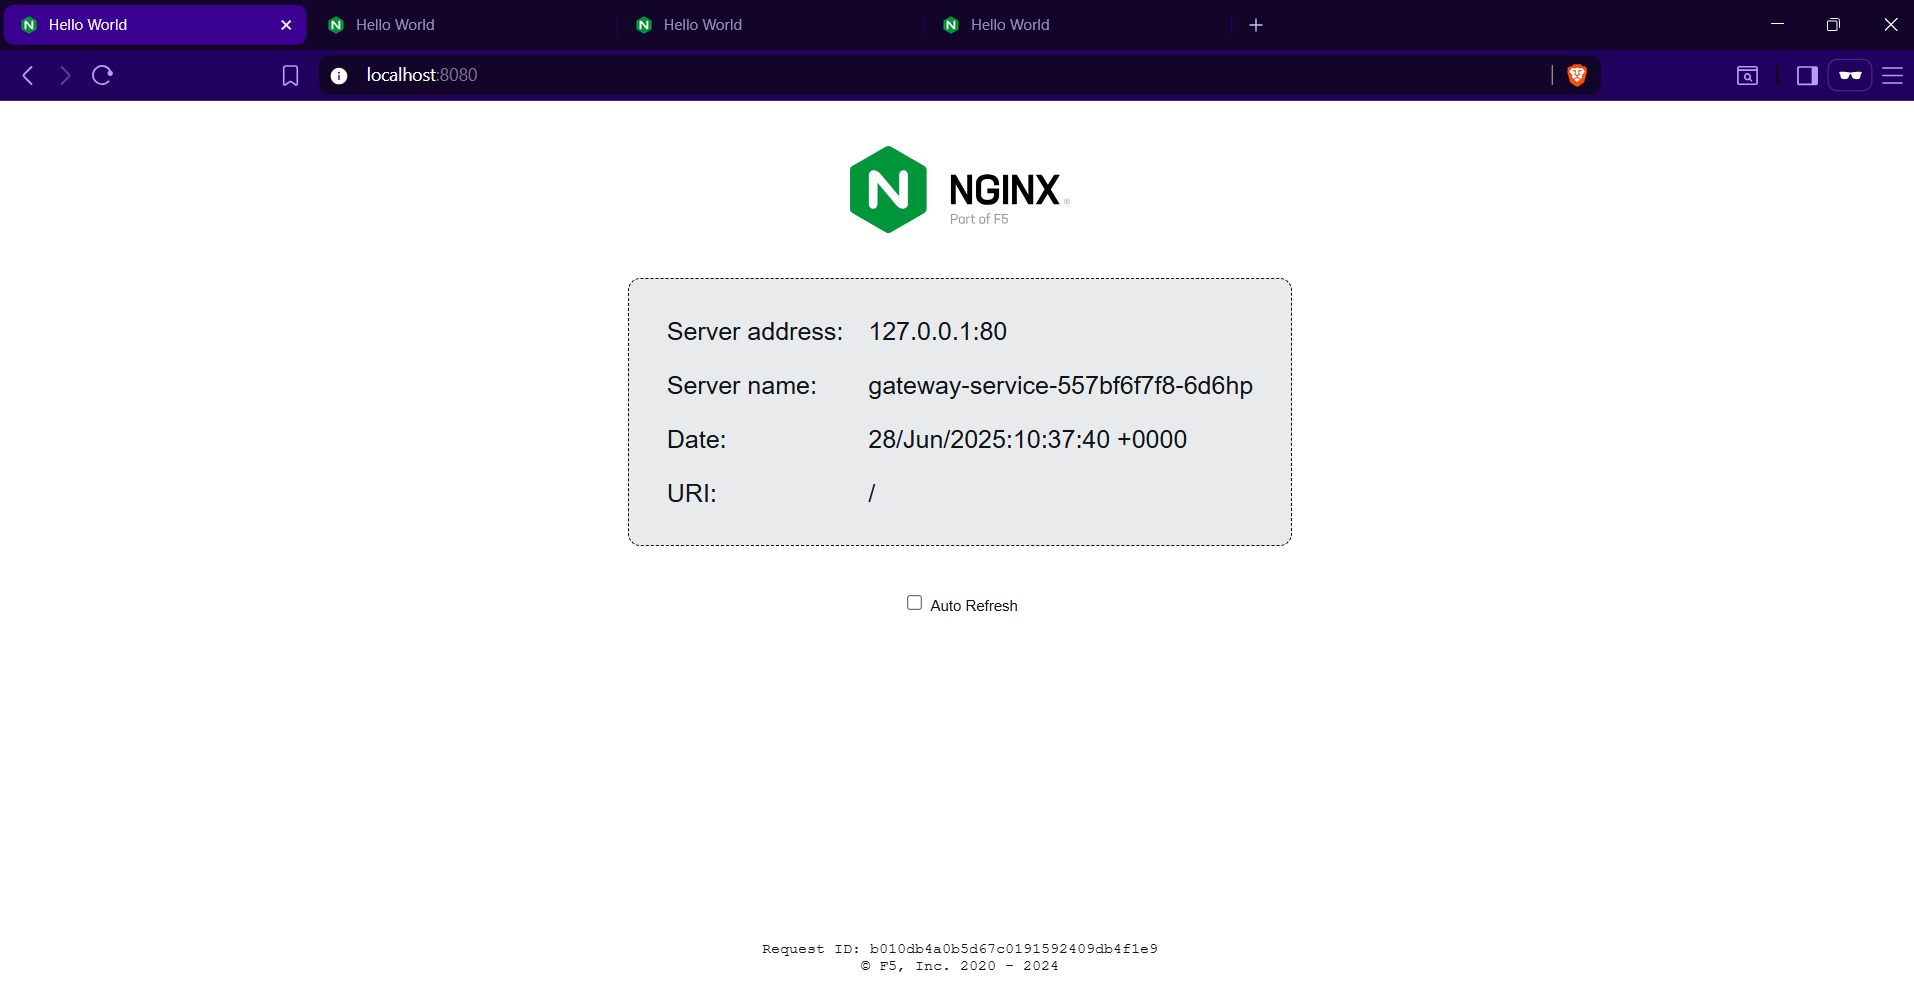 Hello World
Hello World
Hello World
Hello World
localhost:8080
NGINX
Part of F5
Server address: 127.0.0.1:80
Server name: gateway-service-557bf6f7f8-6d6hp
Date: 28/Jun/2025:10:37:40 +0000
URI: /
Auto Refresh
Request ID: b010db4a0b5d67c0191592409db4f1e9
© F5, Inc. 2020 - 2024